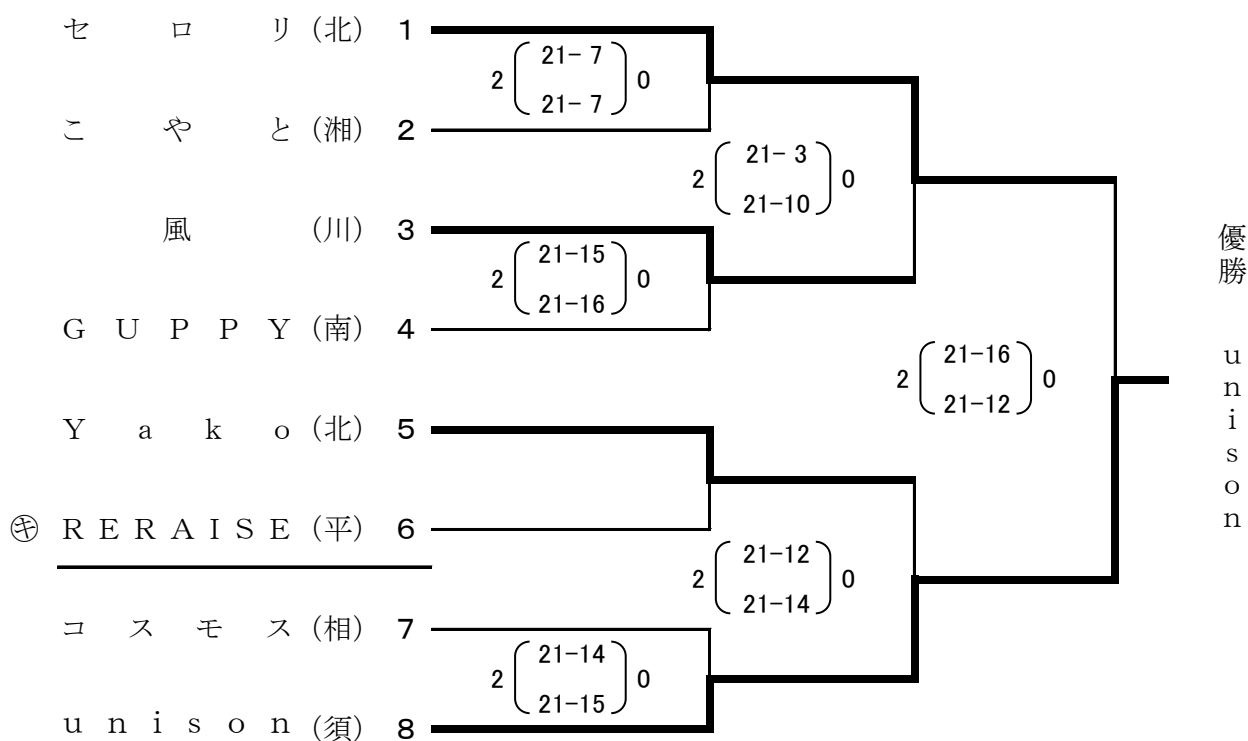 セロリ(北) 1
2 21-7 0
21-7
こやと(湘) 2
2 21-3 0
21-10
風(川) 3
2 21-15 0
21-16
GUPPY(南) 4
2 21-16 0
21-12
優勝 unison
Yako(北) 5
㋖ RERAISE(平) 6
2 21-12 0
21-14
コスモス(相) 7
2 21-14 0
21-15
unison(須) 8